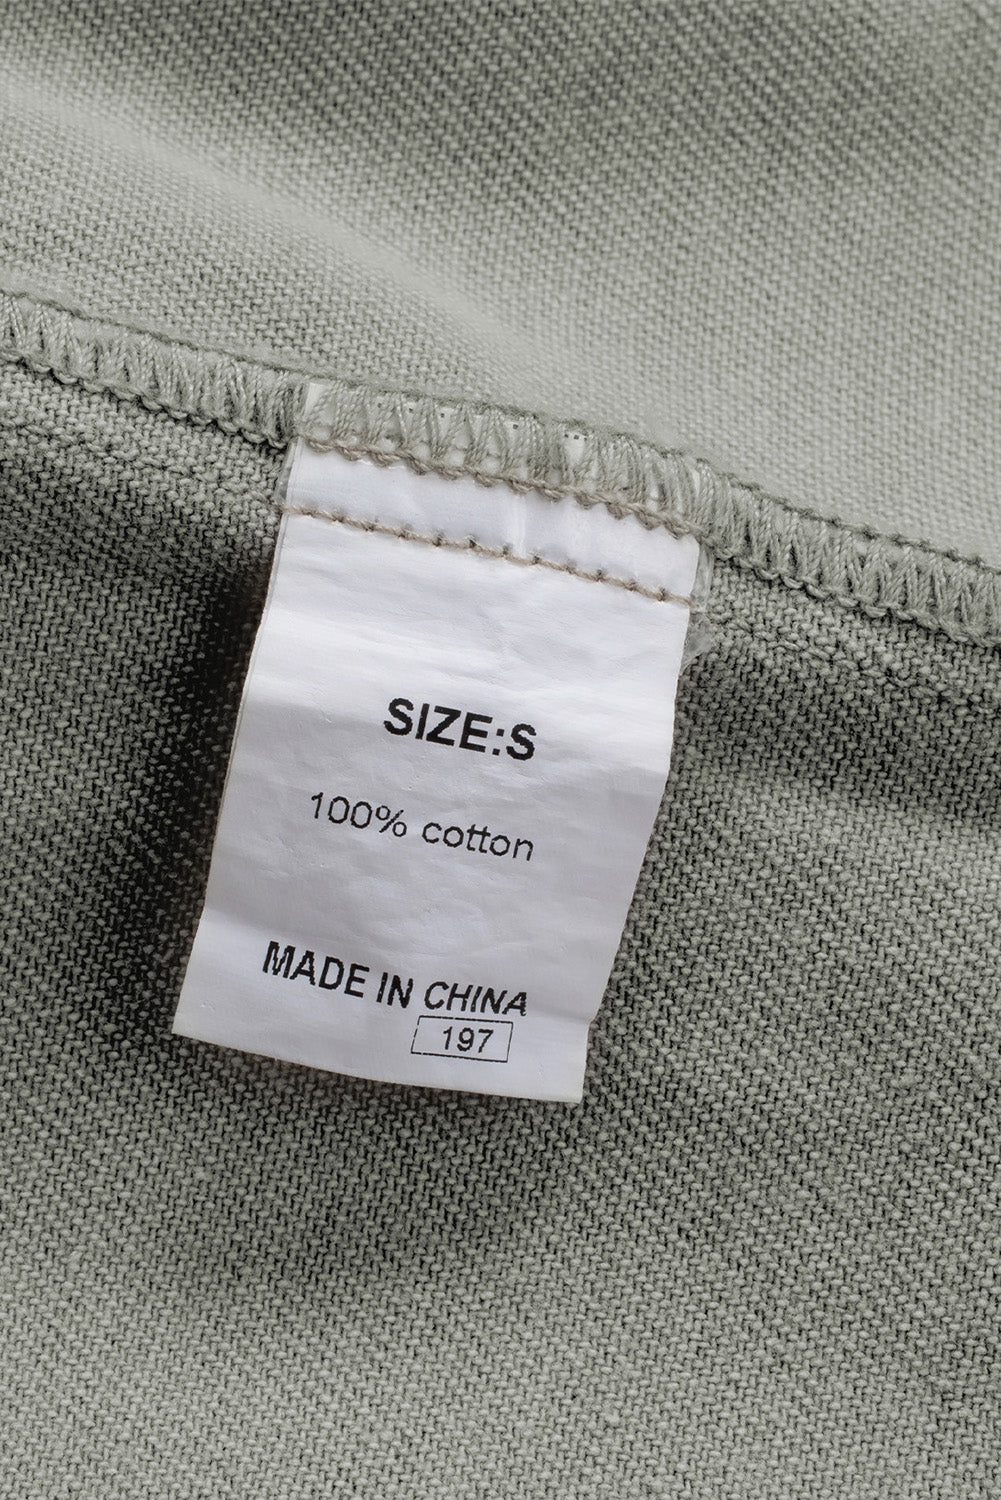 SIZE:S
100% cotton
MADE IN CHINA
197